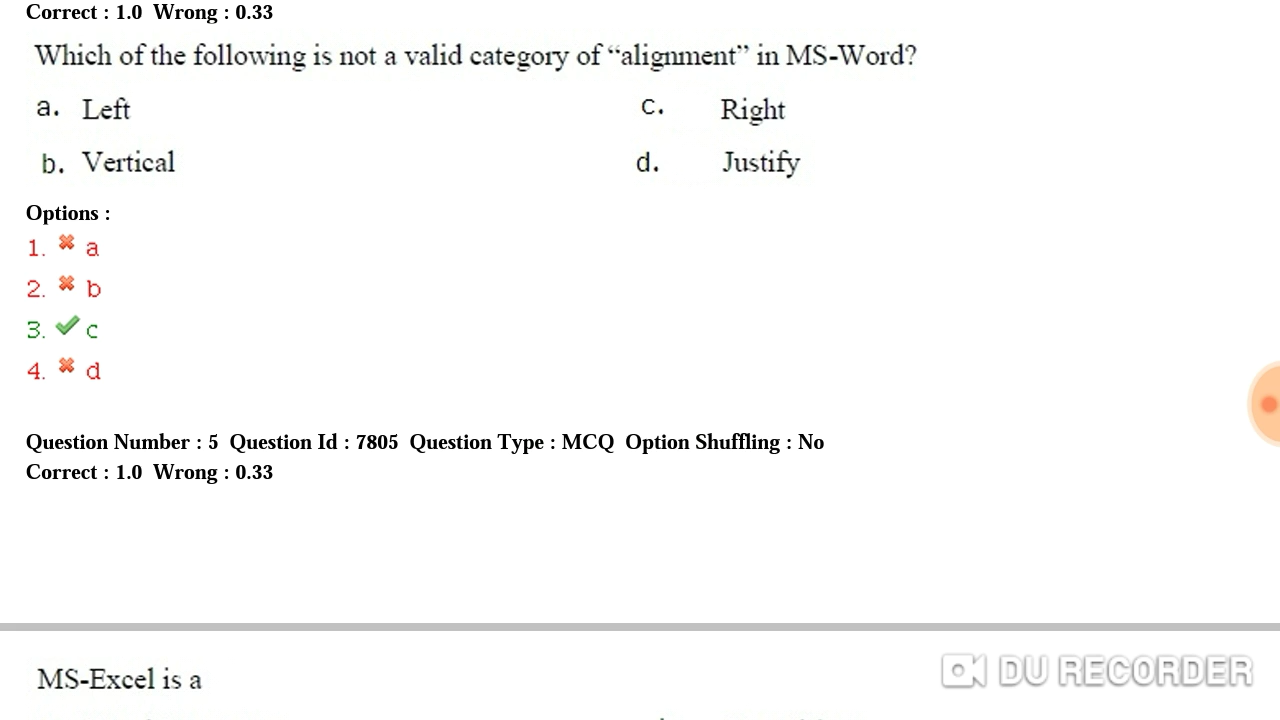 Correct : 1.0 Wrong : 0.33
Which of the following is not a valid category of “alignment” in MS-Word?
a. Left c. Right
b. Vertical d. Justify
Options :
1. a
2. b
3. c
4. d
Question Number : 5 Question Id : 7805 Question Type : MCQ Option Shuffling : No
Correct : 1.0 Wrong : 0.33
MS-Excel is a
DU RECORDER